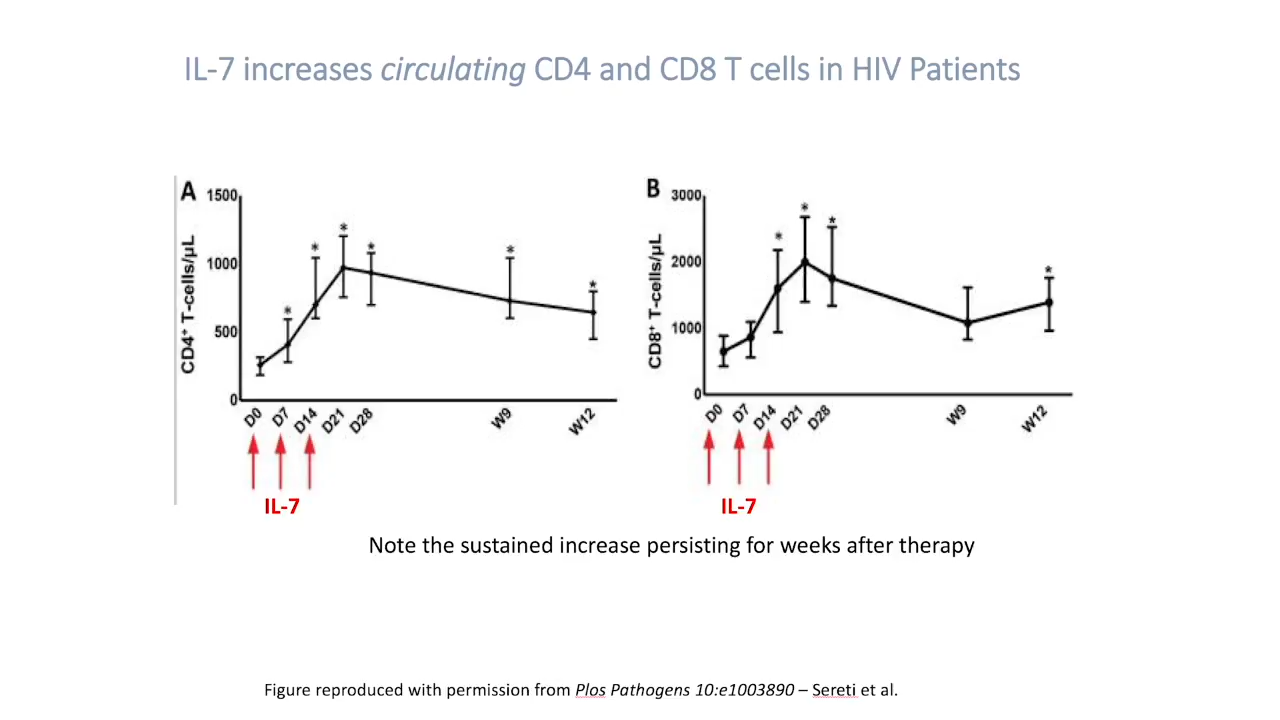 IL-7 increases circulating CD4 and CD8 T cells in HIV Patients
A
1500
1000
500
0
CD4+ T-cells/µL
* * * * * *
D0 D7 D14 D21 D28 W9 W12
IL-7
B
3000
2000
1000
0
CD8+ T-cells/µL
* * * *
D0 D7 D14 D21 D28 W9 W12
IL-7
Note the sustained increase persisting for weeks after therapy
Figure reproduced with permission from Plos Pathogens 10:e1003890 – Sereti et al.